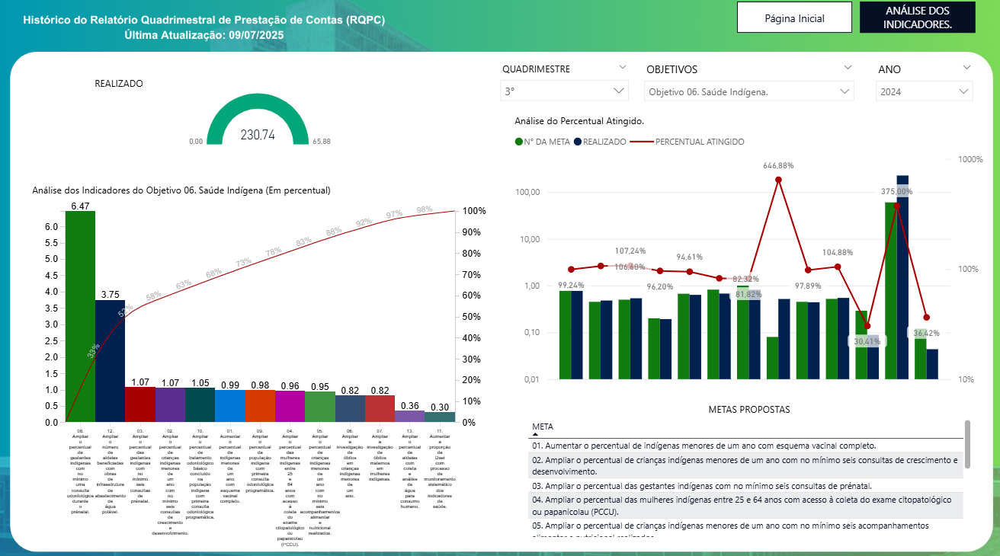 Histórico do Relatório Quadrimestral de Prestação de Contas (RQPC)
Última Atualização: 09/07/2025
Página Inicial
ANÁLISE DOS
INDICADORES.
REALIZADO
230,74
0,00
65,88
QUADRIMESTRE
3°
OBJETIVOS
Objetivo 06. Saúde Indígena.
ANO
2024
Análise do Percentual Atingido.
N° DA META
REALIZADO
PERCENTUAL ATINGIDO
1000%
100%
10%
100,00
10,00
1,00
0,10
0,01
99,24%
106,60%
107,24%
96,20%
94,61%
81,82%
82,32%
646,88%
97,89%
104,88%
30,41%
375,00%
36,42%
Análise dos Indicadores do Objetivo 06. Saúde Indígena (Em percentual)
6.0
5.5
5.0
4.5
4.0
3.5
3.0
2.5
2.0
1.5
1.0
0.5
0.0
6.47
3.75
1.07
1.07
1.05
0.99
0.98
0.96
0.95
0.82
0.82
0.36
0.30
33%
52%
58%
63%
68%
73%
78%
83%
88%
92%
97%
98%
100%
90%
80%
70%
60%
50%
40%
30%
20%
10%
0%
08.
Ampliar
o
percentual
de
gestantes
indígenas
com
no
mínimo
uma
consulta
odontológica
durante
o
prénatal.
12.
Ampliar
o
número
de
aldeias
beneficiadas
com
obras
de
infraestrutura
de
abastecimento
de
água
potável.
03.
Ampliar
o
percentual
das
gestantes
indígenas
com
no
mínimo
seis
consultas
de
prénatal.
02.
Ampliar
o
percentual
de
crianças
indígenas
menores
de
um
ano
com
no
mínimo
seis
consultas
de
crescimento
e
desenvolvimento.
10.
Ampliar
o
percentual
de
tratamento
odontológico
básico
concluído
na
população
indígena
com
primeira
consulta
odontológica
programática.
01.
Aumentar
o
percentual
de
indígenas
menores
de
um
ano
com
esquema
vacinal
completo.
09.
Ampliar
o
percentual
da
população
indígena
com
primeira
consulta
odontológica
programática.
04.
Ampliar
o
percentual
das
mulheres
indígenas
entre
25
e
64
anos
com
acesso
à
coleta
do
exame
citopatológico
ou
papanicolau
(PCCU).
05.
Ampliar
o
percentual
de
crianças
indígenas
menores
de
um
ano
com
no
mínimo
seis
acompanhamentos
alimentar
e
nutricional
realizados.
06.
Ampliar
a
investigação
de
óbitos
em
crianças
indígenas
menores
de
um
ano.
07.
Ampliar
a
investigação
de
óbitos
maternos
em
mulheres
indígenas.
13.
Ampliar
o
percentual
de
aldeias
com
coleta
e
análise
de
água
para
consumo
humano.
11.
Aumentar
a
proporção
de
Dsei
com
processo
de
monitoramento
sistemático
dos
indicadores
de
saúde.
METAS PROPOSTAS
META
01. Aumentar o percentual de indígenas menores de um ano com esquema vacinal completo.
02. Ampliar o percentual de crianças indígenas menores de um ano com no mínimo seis consultas de crescimento e
desenvolvimento.
03. Ampliar o percentual das gestantes indígenas com no mínimo seis consultas de prénatal.
04. Ampliar o percentual das mulheres indígenas entre 25 e 64 anos com acesso à coleta do exame citopatológico
ou papanicolau (PCCU).
05. Ampliar o percentual de crianças indígenas menores de um ano com no mínimo seis acompanhamentos
alimentar e nutricional realizados.